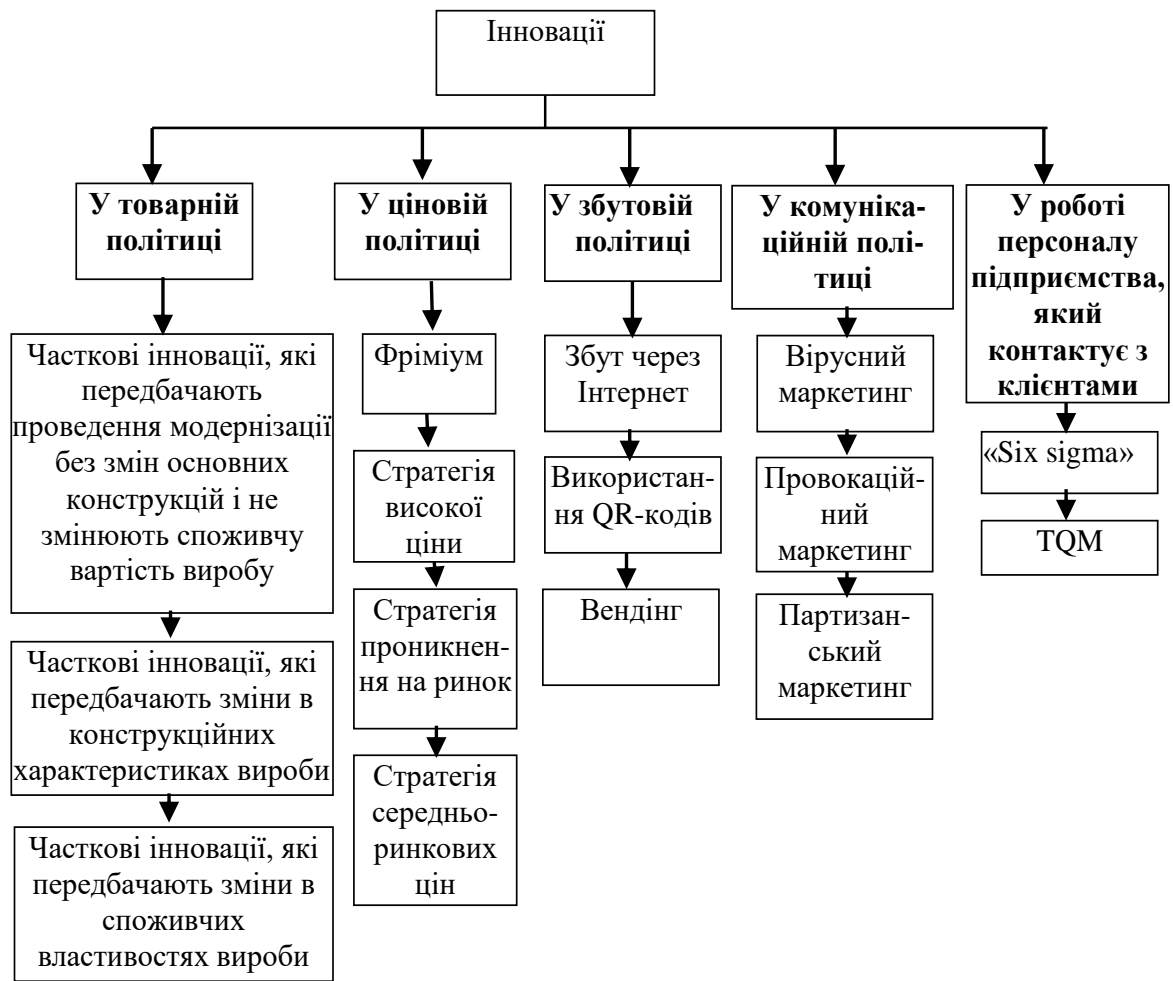 Інновації
У товарній
політиці
У ціновій
політиці
У збутовій
політиці
У комуніка-
ційній полі-
тиці
У роботі
персоналу
підприємства,
який
контактує з
клієнтами
Часткові інновації, які
передбачають
проведення модернізації
без змін основних
конструкцій і не
змінюють споживчу
вартість виробу
Часткові інновації, які
передбачають зміни в
конструкційних
характеристиках вироби
Часткові інновації, які
передбачають зміни в
споживчих
властивостях вироби
Фріміум
Стратегія
високої
ціни
Стратегія
проникнен-
ня на ринок
Стратегія
середньо-
ринкових
цін
Збут через
Інтернет
Використан-
ня QR-кодів
Вендінг
Вірусний
маркетинг
Провокацій-
ний
маркетинг
Партизан-
ський
маркетинг
«Six sigma»
TQM